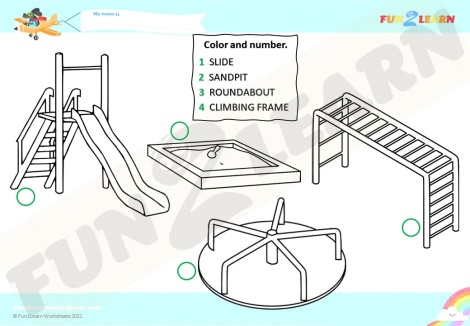 My name is
FUN2LEARN
Color and number.
1 SLIDE
2 SANDPIT
3 ROUNDABOUT
4 CLIMBING FRAME
FUN2LEARN
© Fun2Learn Worksheets 2021